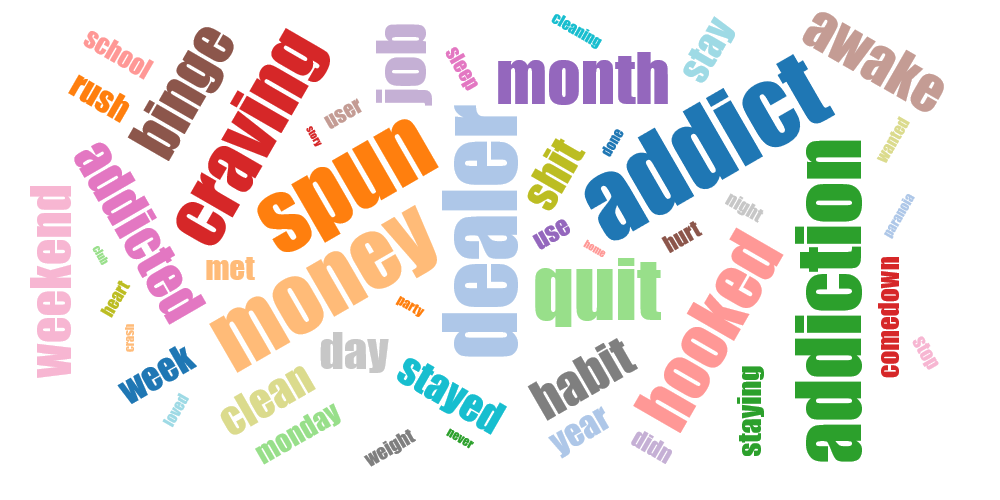 school
rush
binge
craving
job
sleep
cleaning
stay
awake
month
user
story
spun
dealer
shit
done
addict
wanted
addicted
weekend
club
heart
crash
met
money
party
use
home
hurt
night
paranoia
addiction
quit
hooked
comedown
stop
week
loved
day
clean
monday
stayed
weight
never
habit
year
didn
staying